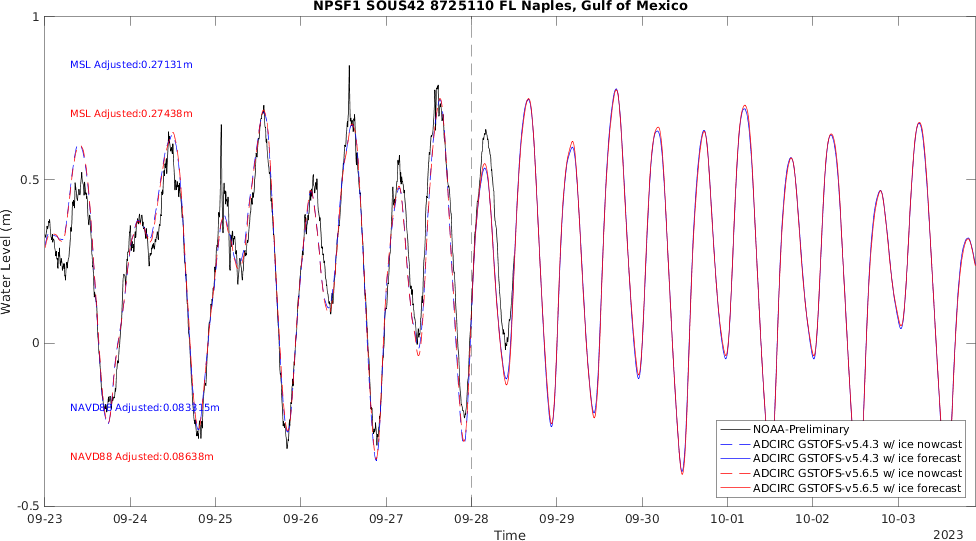 NPSF1 SOUS42 8725110 FL Naples, Gulf of Mexico
1
MSL Adjusted:0.27131m
MSL Adjusted:0.27438m
0.5
Water Level (m)
0
NAVD88 Adjusted:0.083315m
NAVD88 Adjusted:0.08638m
NOAA-Preliminary
ADCIRC GSTOFS-v5.4.3 w/ ice nowcast
ADCIRC GSTOFS-v5.4.3 w/ ice forecast
ADCIRC GSTOFS-v5.6.5 w/ ice nowcast
ADCIRC GSTOFS-v5.6.5 w/ ice forecast
-0.5
09-23 09-24 09-25 09-26 09-27 09-28 09-29 09-30 10-01 10-02 10-03
Time
2023